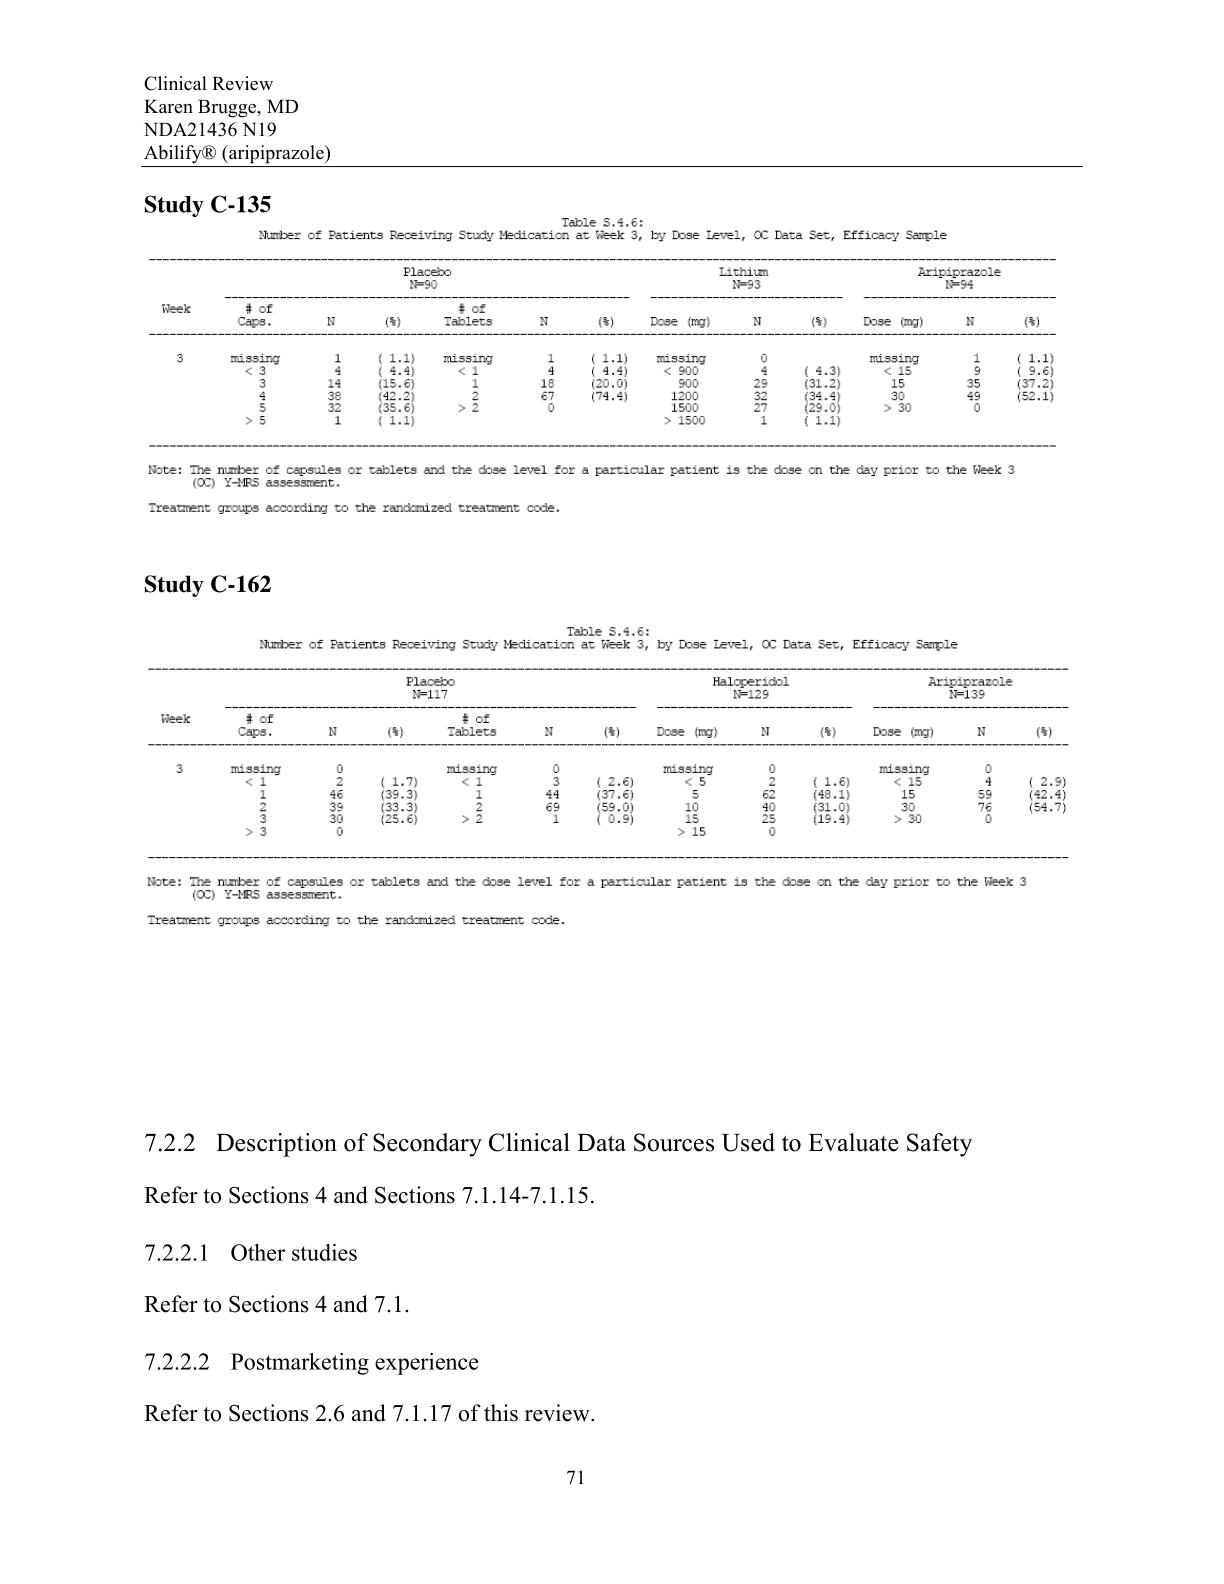 Clinical Review
Karen Brugge, MD
NDA21436 N19
Abilify® (aripiprazole)
Study C-135
Table S.4.6:
Number of Patients Receiving Study Medication at Week 3, by Dose Level, OC Data Set, Efficacy Sample
Placebo Lithium Aripiprazole
N=90 N=93 N=94
Week # of # of
Caps. N (%) Tablets N (%) Dose (mg) N (%) Dose (mg) N (%)
3 missing 1 ( 1.1) missing 1 ( 1.1) missing 0 missing 1 ( 1.1)
< 3 4 ( 4.4) < 1 4 ( 4.4) < 900 4 ( 4.3) < 15 9 ( 9.6)
3 14 (15.6) 1 18 (20.0) 900 29 (31.2) 15 35 (37.2)
4 38 (42.2) 2 67 (74.4) 1200 32 (34.4) 30 49 (52.1)
5 32 (35.6) > 2 0 1500 27 (29.0) > 30 0
> 5 1 ( 1.1) > 1500 1 ( 1.1)
Note: The number of capsules or tablets and the dose level for a particular patient is the dose on the day prior to the Week 3
(OC) Y-MRS assessment.
Treatment groups according to the randomized treatment code.
Study C-162
Table S.4.6:
Number of Patients Receiving Study Medication at Week 3, by Dose Level, OC Data Set, Efficacy Sample
Placebo Haloperidol Aripiprazole
N=117 N=129 N=139
Week # of # of
Caps. N (%) Tablets N (%) Dose (mg) N (%) Dose (mg) N (%)
3 missing 0 missing 0 missing 0 missing 0
< 1 2 ( 1.7) < 1 3 ( 2.6) < 5 2 ( 1.6) < 15 4 ( 2.9)
1 46 (39.3) 1 44 (37.6) 5 62 (48.1) 15 59 (42.4)
2 39 (33.3) 2 69 (59.0) 10 40 (31.0) 30 76 (54.7)
3 30 (25.6) > 2 1 ( 0.9) 15 25 (19.4) > 30 0
> 3 0 > 15 0
Note: The number of capsules or tablets and the dose level for a particular patient is the dose on the day prior to the Week 3
(OC) Y-MRS assessment.
Treatment groups according to the randomized treatment code.
7.2.2 Description of Secondary Clinical Data Sources Used to Evaluate Safety
Refer to Sections 4 and Sections 7.1.14-7.1.15.
7.2.2.1 Other studies
Refer to Sections 4 and 7.1.
7.2.2.2 Postmarketing experience
Refer to Sections 2.6 and 7.1.17 of this review.
71